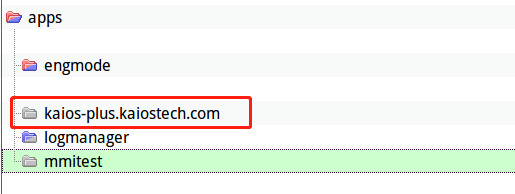 apps
engmode
kaios-plus.kaiostech.com
logmanager
mmitest